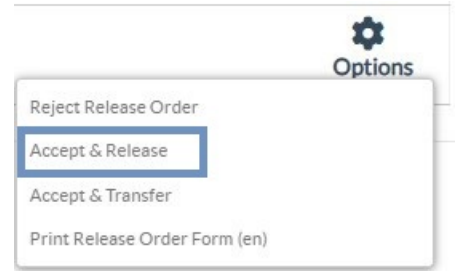 Options
Reject Release Order
Accept & Release
Accept & Transfer
Print Release Order Form (en)